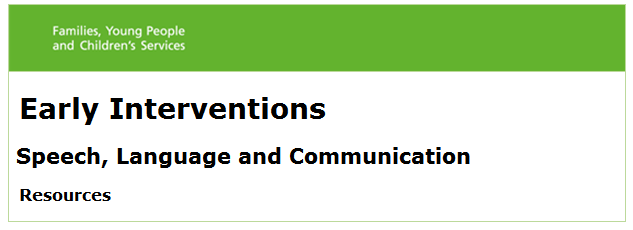 Families, Young People
and Children's Services
Early Interventions
Speech, Language and Communication
Resources